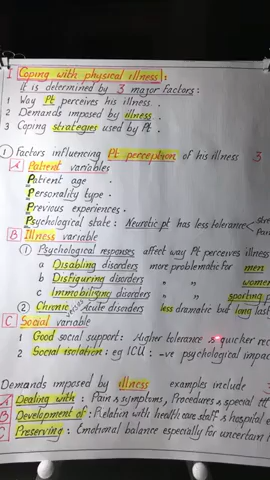 I Coping with physical illness :
It is determined by 3 major factors :
1 Way Pt perceives his illness .
2 Demands imposed by illness .
3 Coping strategies used by Pt .
① Factors influencing Pt perception of his illness 3
A Patient variables
Patient age .
Personality type .
Previous experiences .
Psychological state : Neurotic pt has less tolerance <
B Illness variable
① Psychological responses affect way Pt perceives illness
a Disabling disorders more problematic for men
b Disfiguring disorders " " women
c Immobilizing disorders " " sporting
② Chronic Acute disorders less dramatic but long last
C Social variable
1 Good social support : Higher tolerance & quicker rec
2 Social isolation : eg ICU : -ve psychological impac
Demands imposed by illness examples include
A Dealing with : Pain & symptoms, Procedures & special
B Development of : Relation with health care staff & hospital e
C Preserving : Emotional balance especially for uncertain